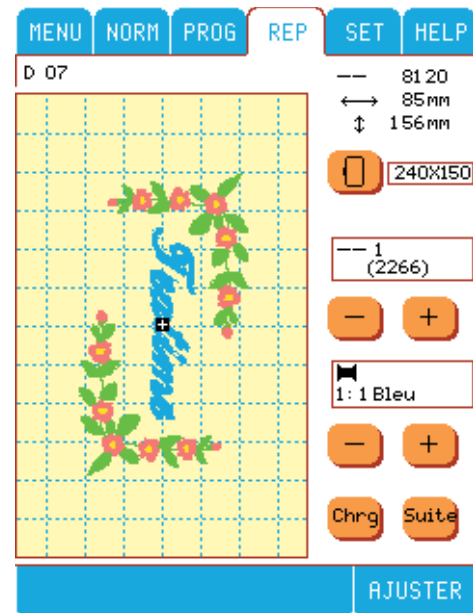 MENU NORM PROG REP SET HELP
D 07
8120
85MM
156MM
240X150
1
(2266)
- +
1: 1 Bleu
- +
Chrg Suite
AJUSTER